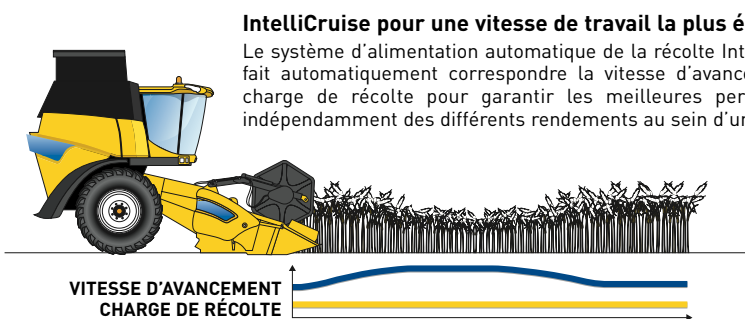 IntelliCruise pour une vitesse de travail la plus
Le système d’alimentation automatique de la récolte
fait automatiquement correspondre la vitesse
charge de récolte pour garantir les meilleures
indépendamment des différents rendements au sein
VITESSE D’AVANCEMENT
CHARGE DE RÉCOLTE